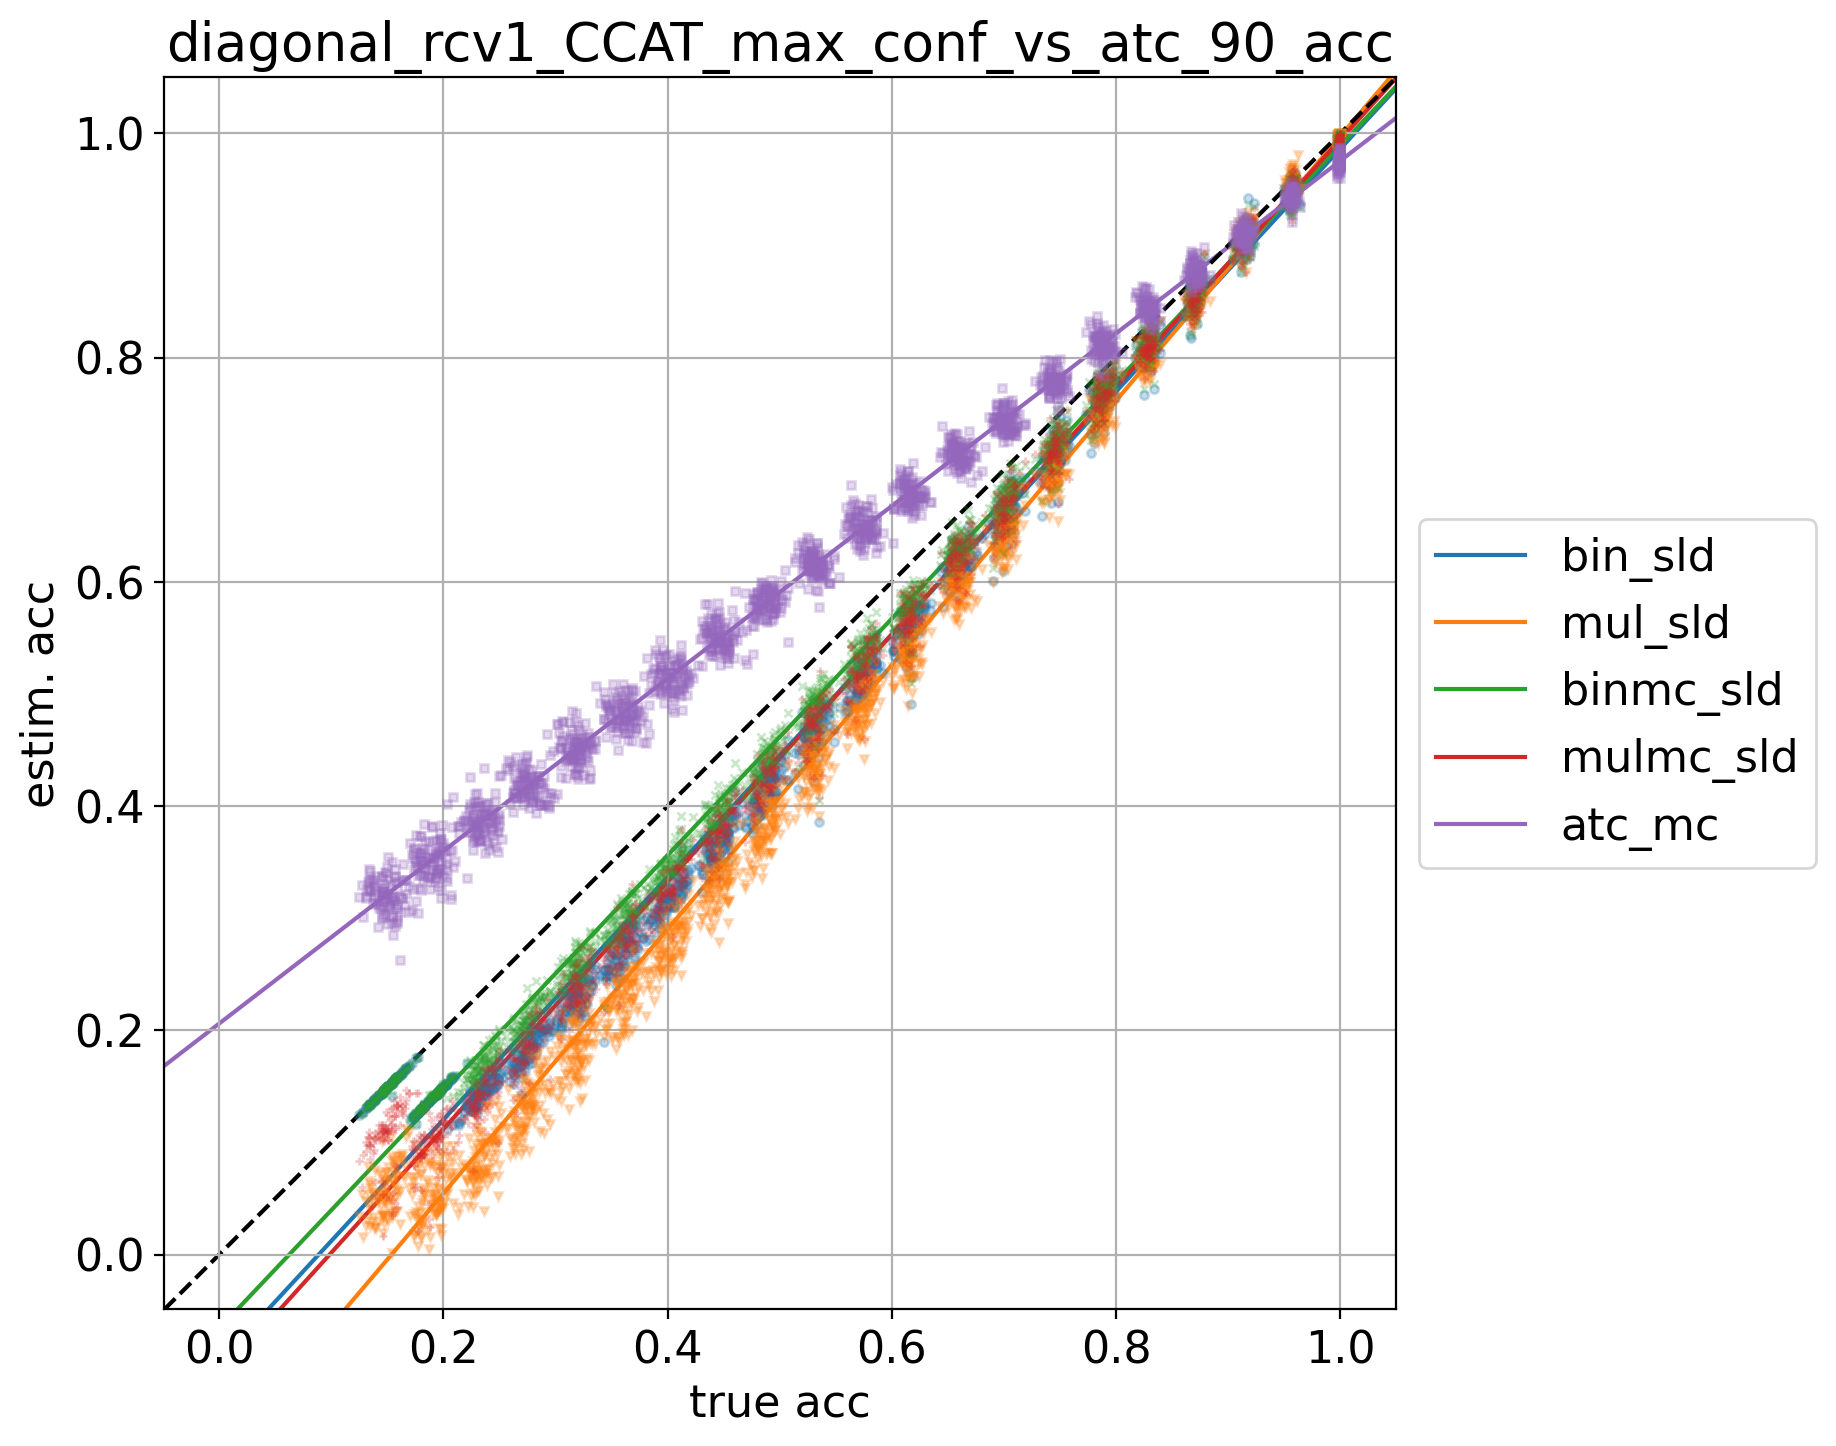 diagonal_rcv1_CCAT_max_conf_vs_atc_90_acc
1.0
0.8
0.6
0.4
0.2
0.0
estim. acc
0.0 0.2 0.4 0.6 0.8 1.0
true acc
bin_sld
mul_sld
binmc_sld
mulmc_sld
atc_mc